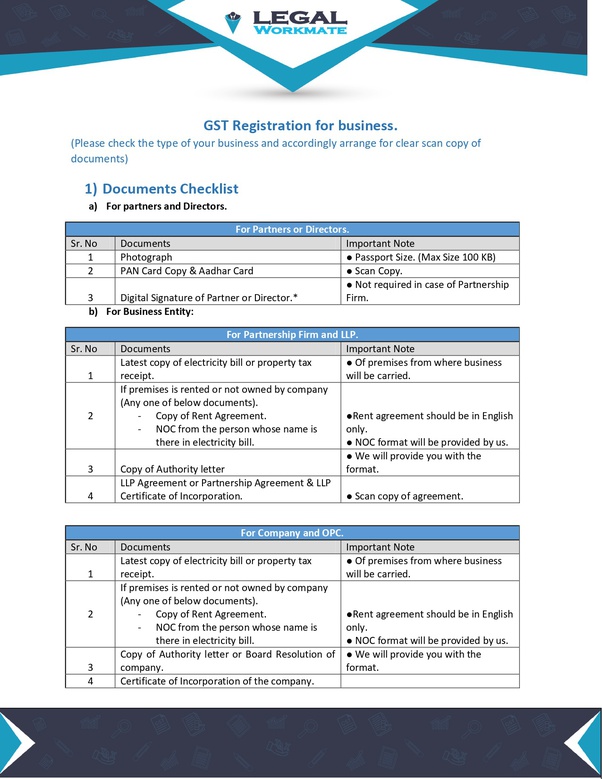 LEGAL
WORKMATE
GST Registration for business.
(Please check the type of your business and accordingly arrange for clear scan copy of
documents)
1) Documents Checklist
a) For partners and Directors.
For Partners or Directors.
Sr. No Documents Important Note
1 Photograph ● Passport Size. (Max Size 100 KB)
2 PAN Card Copy & Aadhar Card ● Scan Copy.
● Not required in case of Partnership
3 Digital Signature of Partner or Director.* Firm.
b) For Business Entity:
For Partnership Firm and LLP.
Sr. No Documents Important Note
Latest copy of electricity bill or property tax ● Of premises from where business
1 receipt. will be carried.
If premises is rented or not owned by company
(Any one of below documents).
2 - Copy of Rent Agreement. ●Rent agreement should be in English
- NOC from the person whose name is only.
there in electricity bill. ● NOC format will be provided by us.
● We will provide you with the
3 Copy of Authority letter format.
LLP Agreement or Partnership Agreement & LLP
4 Certificate of Incorporation. ● Scan copy of agreement.
For Company and OPC.
Sr. No Documents Important Note
Latest copy of electricity bill or property tax ● Of premises from where business
1 receipt. will be carried.
If premises is rented or not owned by company
(Any one of below documents).
2 - Copy of Rent Agreement. ●Rent agreement should be in English
- NOC from the person whose name is only.
there in electricity bill. ● NOC format will be provided by us.
Copy of Authority letter or Board Resolution of ● We will provide you with the
3 company. format.
4 Certificate of Incorporation of the company.